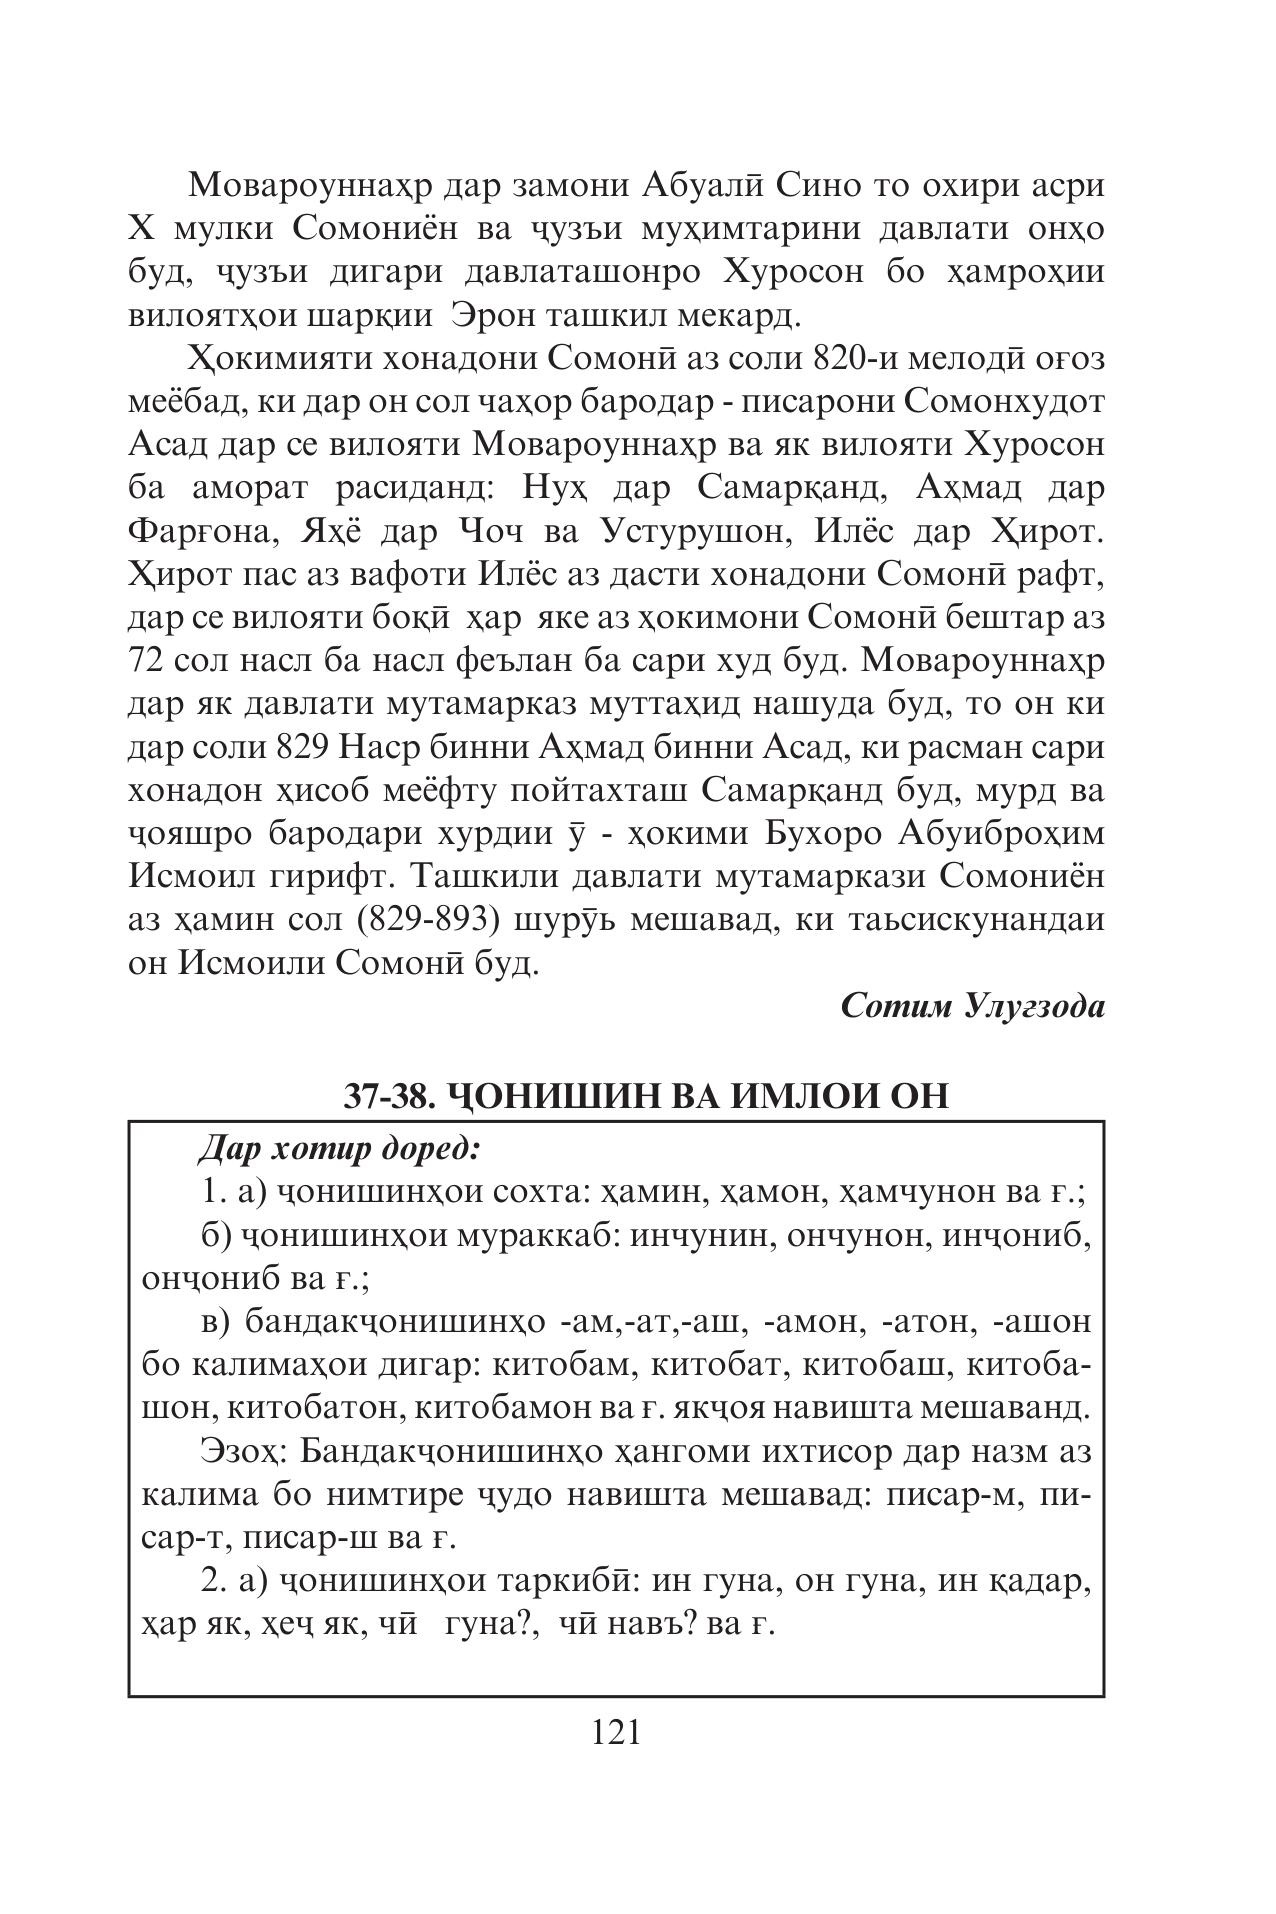 Мовароуннаҳр дар замони Абуалӣ Сино то охири асри
X мулки Сомониён ва ҷузъи муҳимтарини давлати онҳо
буд, ҷузъи дигари давлаташонро Хуросон бо ҳамроҳии
вилоятҳои шарқии Эрон ташкил мекард.
Ҳокимияти хонадони Сомонӣ аз соли 820-и мелодӣ оғоз
меёбад, ки дар он сол чаҳор бародар - писарони Сомонхудот
Асад дар се вилояти Мовароуннаҳр ва як вилояти Хуросон
ба аморат расиданд: Нуҳ дар Самарқанд, Аҳмад дар
Фарғона, Яҳё дар Чоч ва Устурушон, Илёс дар Ҳирот.
Ҳирот пас аз вафоти Илёс аз дасти хонадони Сомонӣ рафт,
дар се вилояти боқӣ ҳар яке аз ҳокимони Сомонӣ бештар аз
72 сол насл ба насл феълан ба сари худ буд. Мовароуннаҳр
дар як давлати мутамарказ муттаҳид нашуда буд, то он ки
дар соли 829 Наср бинни Аҳмад бинни Асад, ки расман сари
хонадон ҳисоб меёфту пойтахташ Самарқанд буд, мурд ва
ҷояшро бародари хурдии ӯ - ҳокими Бухоро Абуиброҳим
Исмоил гирифт. Ташкили давлати мутамаркази Сомониён
аз ҳамин сол (829-893) шурӯь мешавад, ки таьсискунандаи
он Исмоили Сомонӣ буд.
Сотим Улуғзода
37-38. ҶОНИШИН ВА ИМЛОИ ОН
Дар хотир доред:
1. а) ҷонишинҳои сохта: ҳамин, ҳамон, ҳамчунон ва ғ.;
б) ҷонишинҳои мураккаб: инчунин, ончунон, инҷониб,
онҷониб ва ғ.;
в) бандакҷонишинҳо -ам,-ат,-аш, -амон, -атон, -ашон
бо калимаҳои дигар: китобам, китобат, китобаш, китоба-
шон, китобатон, китобамон ва ғ. якҷоя навишта мешаванд.
Эзоҳ: Бандакҷонишинҳо ҳангоми ихтисор дар назм аз
калима бо нимтире ҷудо навишта мешавад: писар-м, пи-
сар-т, писар-ш ва ғ.
2. а) ҷонишинҳои таркибӣ: ин гуна, он гуна, ин қадар,
ҳар як, ҳеҷ як, чӣ гуна?, чӣ навъ? ва ғ.
121